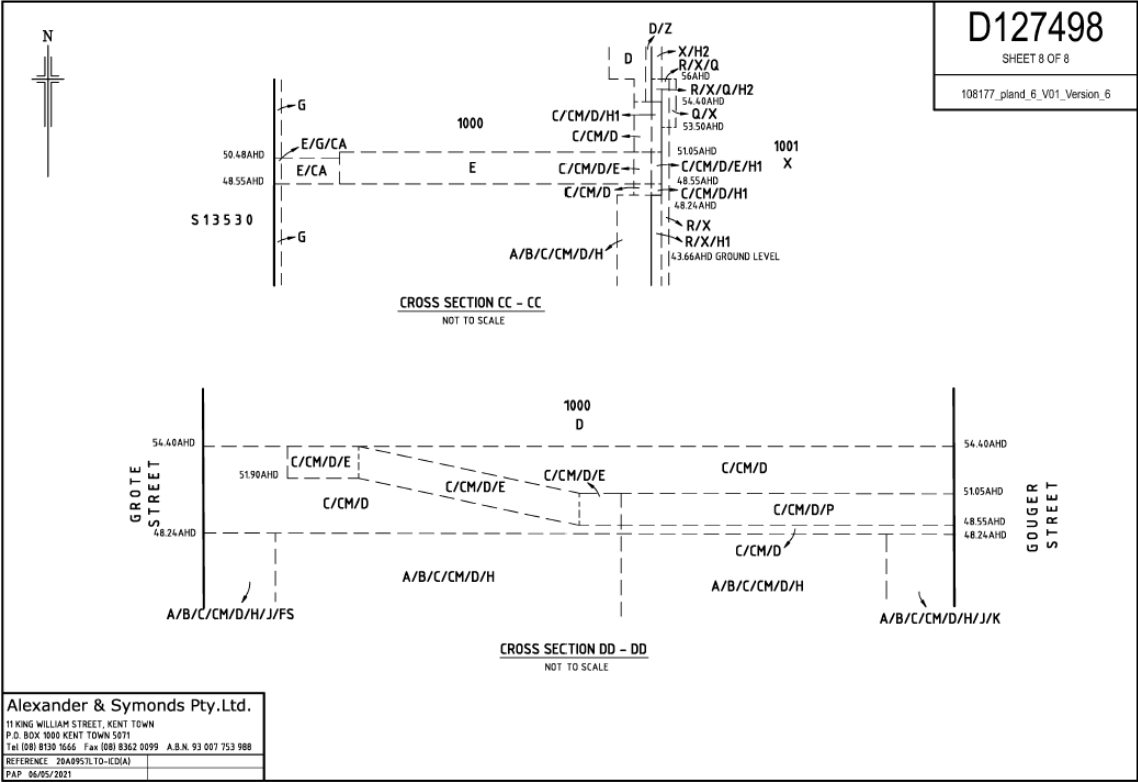 D127498
SHEET 8 OF 8
108177_pland_6_V01_Version_6
N
D/Z
D
X/H2
R/X/Q
56AHD
R/X/Q/H2
54.40AHD
Q/X
53.50AHD
G
1000
C/CM/D/H1
C/CM/D
E/G/CA
50.48AHD
51.05AHD
1001
X
E/CA
E
C/CM/D/E
C/CM/D/E/H1
48.55AHD
48.55AHD
C/CM/D
C/CM/D/H1
48.24AHD
S13530
G
R/X
R/X/H1
A/B/C/CM/D/H
43.66AHD GROUND LEVEL
CROSS SECTION CC - CC
NOT TO SCALE
1000
D
54.40AHD
54.40AHD
C/CM/D/E
C/CM/D
51.90AHD
C/CM/D/E
C/CM/D/E
51.05AHD
GROTE
STREET
C/CM/D
C/CM/D/P
48.55AHD
48.24AHD
48.24AHD
GOUGER
STREET
C/CM/D
A/B/C/CM/D/H
A/B/C/CM/D/H
A/B/C/CM/D/H/J/FS
A/B/C/CM/D/H/J/K
CROSS SECTION DD - DD
NOT TO SCALE
Alexander & Symonds Pty.Ltd.
11 KING WILLIAM STREET, KENT TOWN
P.O. BOX 1000 KENT TOWN 5071
Tel (08) 8130 1666 Fax (08) 8362 0099 A.B.N. 93 007 753 988
REFERENCE 20A0957LTO-ICD(A)
PAP 06/05/2021